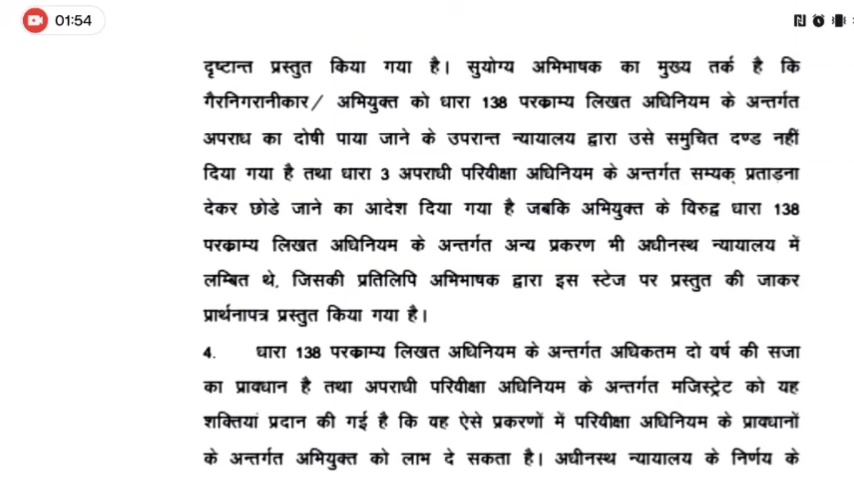 01:54
दृष्टान्त प्रस्तुत किया गया है। सुयोग्य अभिभाषक का मुख्य तर्क है कि
गैरनिगरानीकार/ अभियुक्त को धारा 138 परकाम्य लिखत अधिनियम के अन्तर्गत
अपराध का दोषी पाया जाने के उपरान्त न्यायालय द्वारा उसे समुचित दण्ड नहीं
दिया गया है तथा धारा 3 अपराधी परिवीक्षा अधिनियम के अन्तर्गत सम्यक् प्रताड़ना
देकर छोडे जाने का आदेश दिया गया है जबकि अभियुक्त के विरुद्व धारा 138
परकाम्य लिखत अधिनियम के अन्तर्गत अन्य प्रकरण भी अधीनस्थ न्यायालय में
लम्बित थे, जिसकी प्रतिलिपि अभिभाषक द्वारा इस स्टेज पर प्रस्तुत की जाकर
प्रार्थनापत्र प्रस्तुत किया गया है।
4. धारा 138 परकाम्य लिखत अधिनियम के अन्तर्गत अधिकतम दो वर्ष की सजा
का प्रावधान है तथा अपराधी परिवीक्षा अधिनियम के अन्तर्गत मजिस्ट्रेट को यह
शक्तियां प्रदान की गई है कि वह ऐसे प्रकरणों में परिवीक्षा अधिनियम के प्रावधानों
के अन्तर्गत अभियुक्त को लाभ दे सकता है। अधीनस्थ न्यायालय के निर्णय के